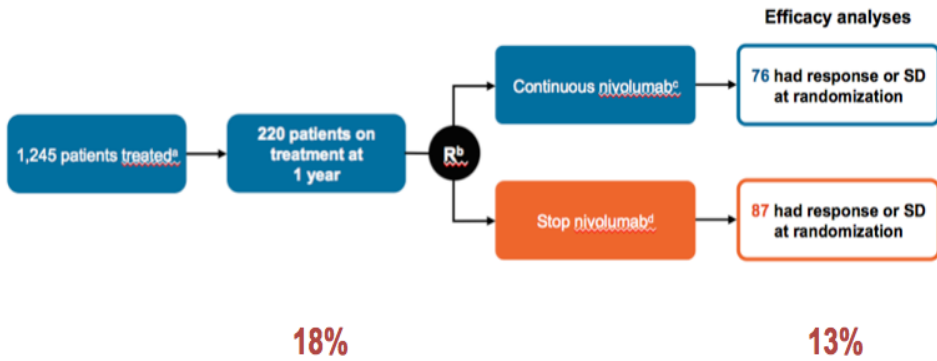 Efficacy analyses
1,245 patients treatedᵃ
220 patients on
treatment at
1 year
Rᵇ
Continuous nivolumabᶜ
76 had response or SD
at randomization
Stop nivolumabᵈ
87 had response or SD
at randomization
18%
13%